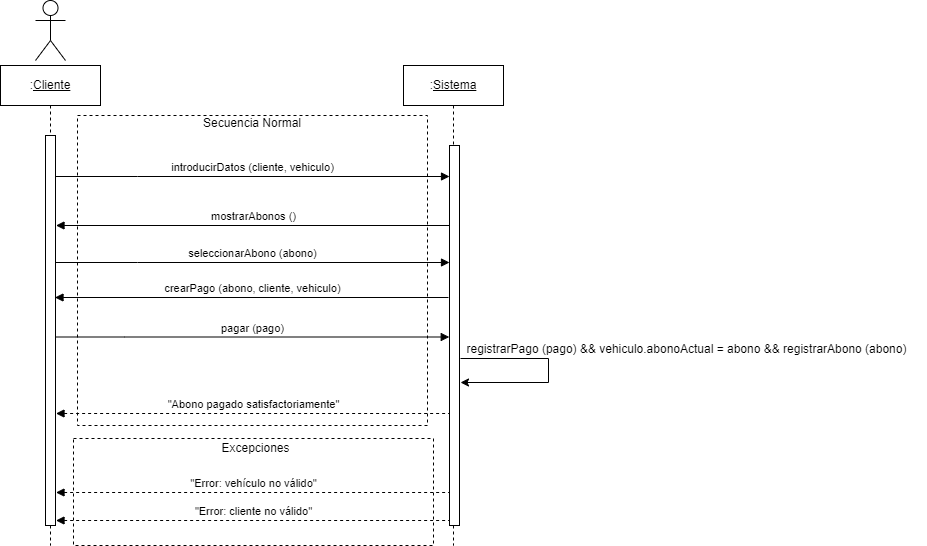 :Cliente
:Sistema
Secuencia Normal
introducirDatos (cliente, vehiculo)
mostrarAbonos ()
seleccionarAbono (abono)
crearPago (abono, cliente, vehiculo)
pagar (pago)
registrarPago (pago) && vehiculo.abonoActual = abono && registrarAbono (abono)
"Abono pagado satisfactoriamente"
Excepciones
"Error: vehículo no válido"
"Error: cliente no válido"